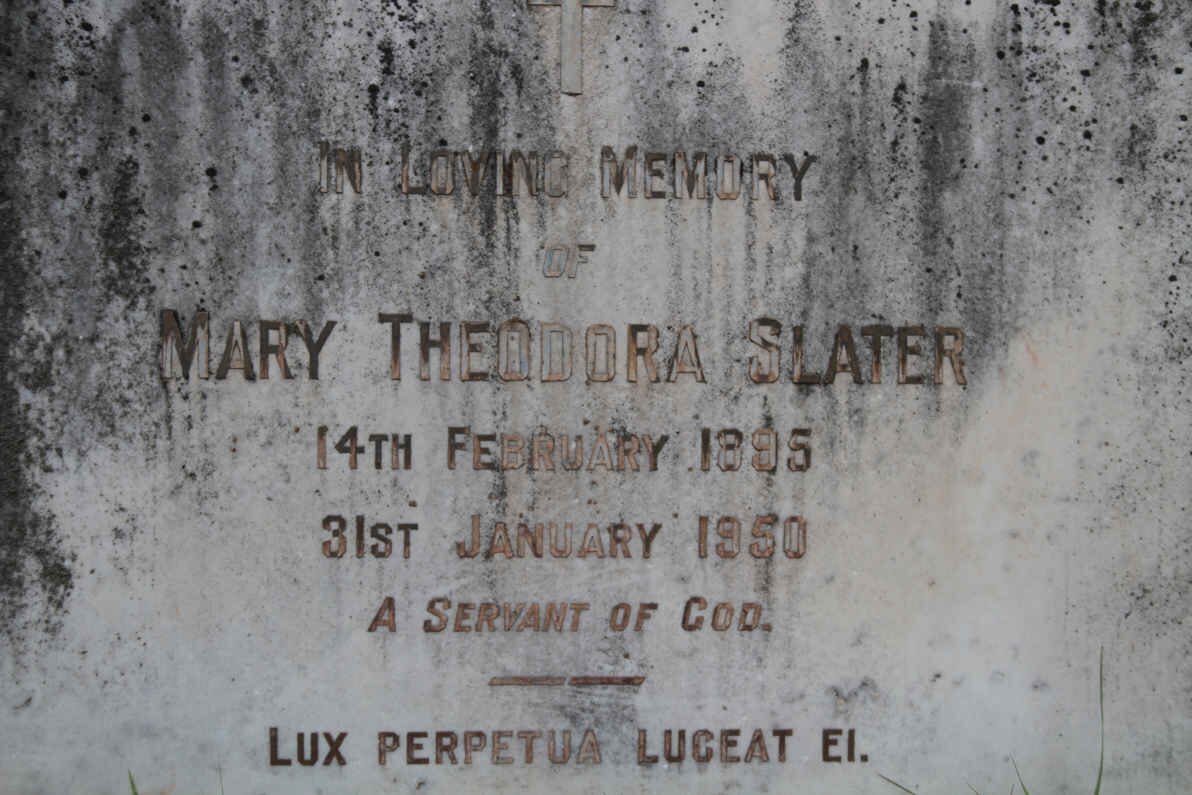 In Loving Memory
of
Mary Theodora Slater
14th February 1895
31st January 1950
A Servant of God.
Lux perpetua luceat ei.